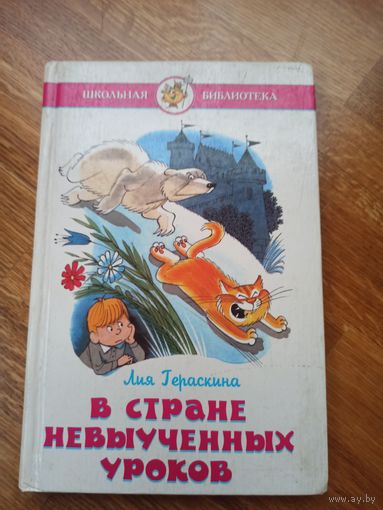 ШКОЛЬНАЯ БИБЛИОТЕКА
Лия Гераскина
В СТРАНЕ
НЕВЫУЧЕННЫХ
УРОКОВ
www.ay.by